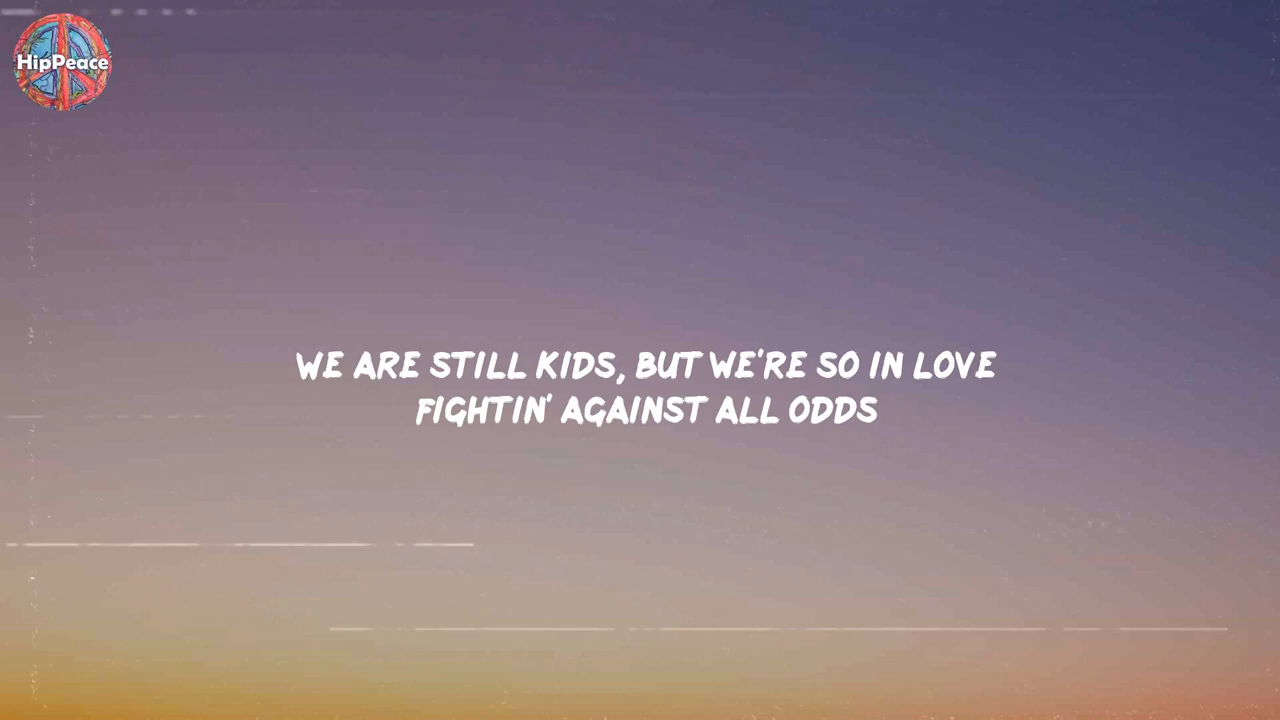 HipPeace
WE ARE STILL KIDS, BUT WE'RE SO IN LOVE
FIGHTIN' AGAINST ALL ODDS